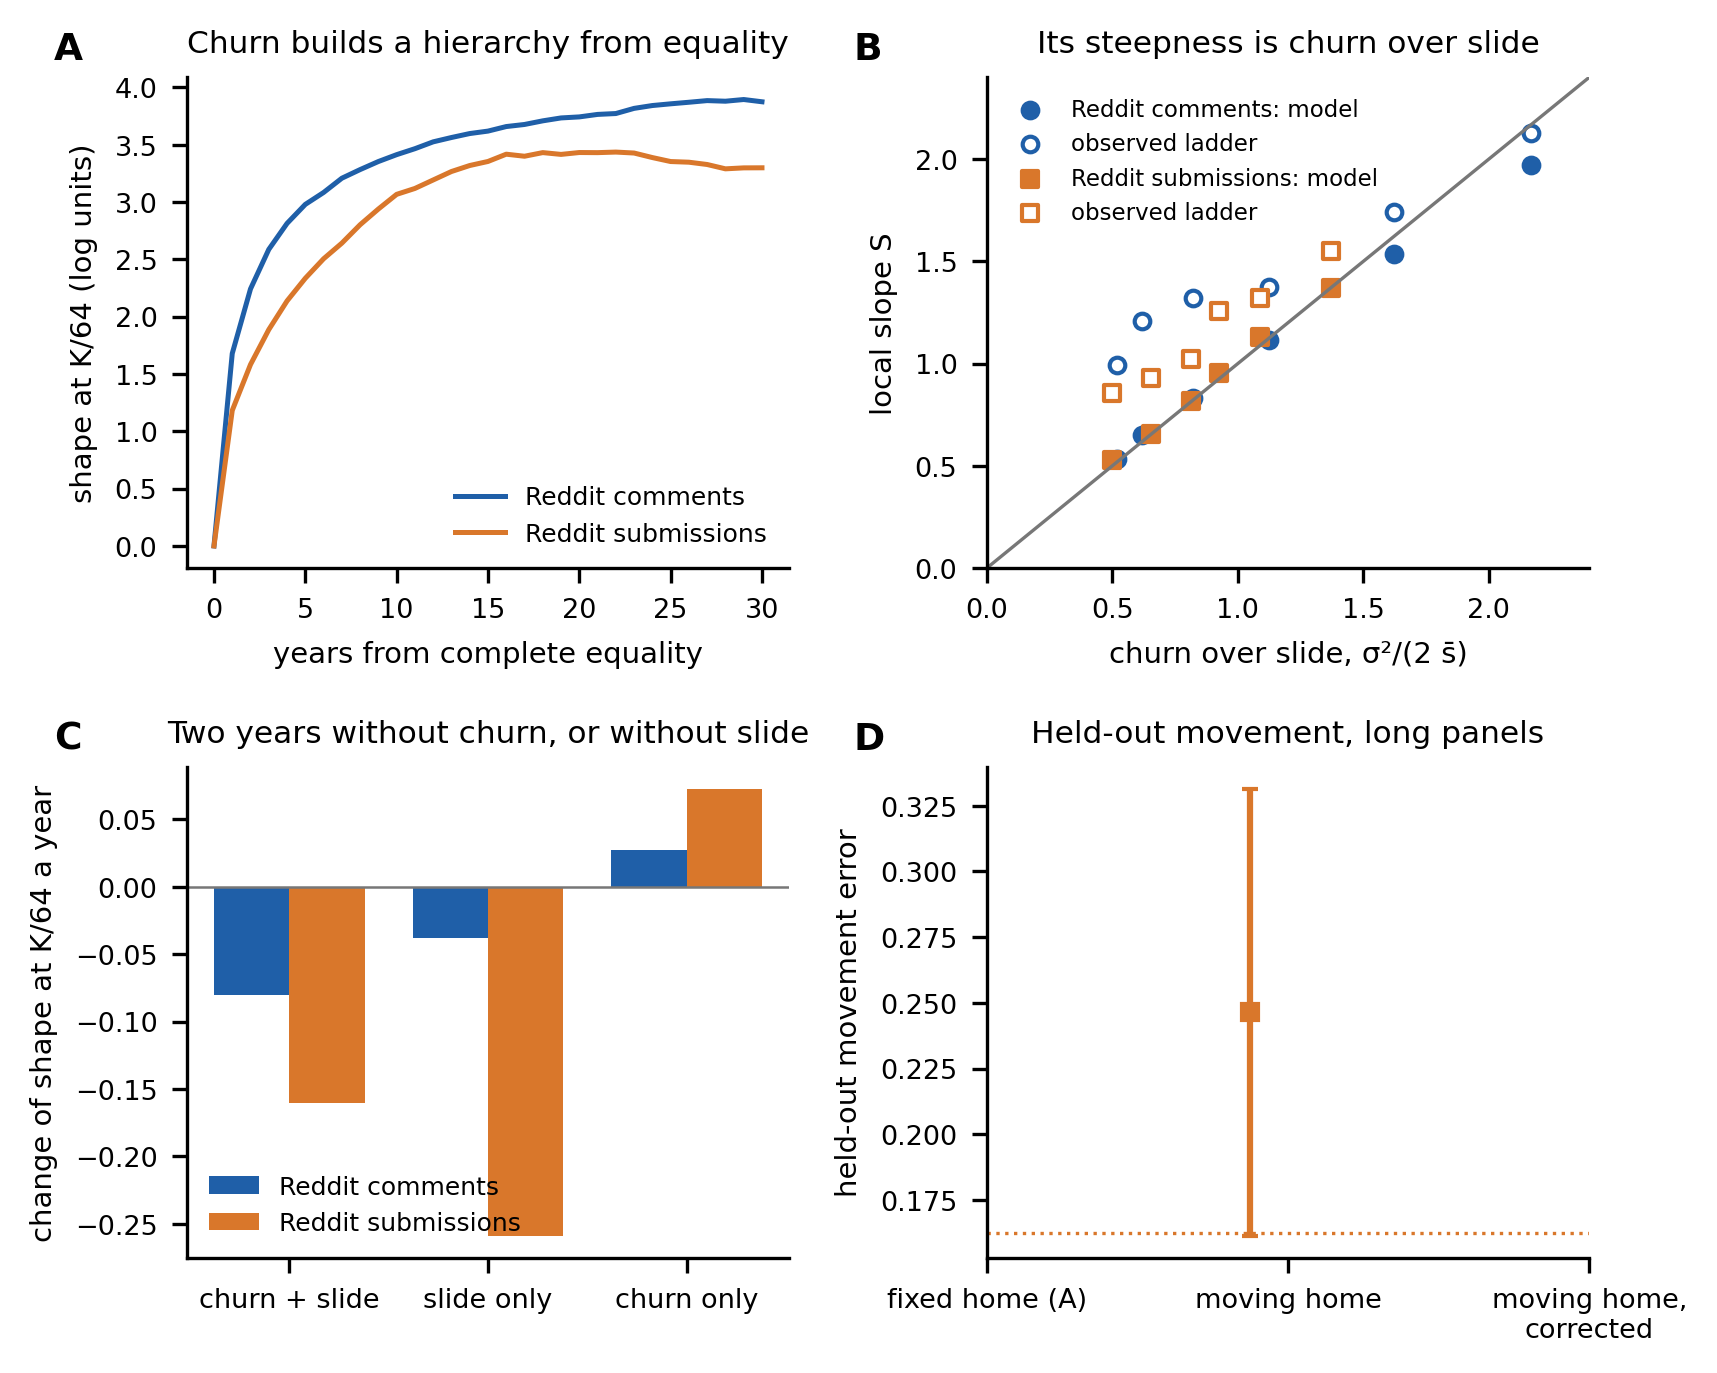 A
Churn builds a hierarchy from equality
shape at K/64 (log units)
4.0
3.5
3.0
2.5
2.0
1.5
1.0
0.5
0.0
Reddit comments
Reddit submissions
0 5 10 15 20 25 30
years from complete equality
B
Its steepness is churn over slide
local slope S
2.0
1.5
1.0
0.5
0.0
Reddit comments: model
observed ladder
Reddit submissions: model
observed ladder
0.0 0.5 1.0 1.5 2.0
churn over slide, σ²/(2 s̄)
C
Two years without churn, or without slide
change of shape at K/64 a year
0.05
0.00
−0.05
−0.10
−0.15
−0.20
−0.25
Reddit comments
Reddit submissions
churn + slide slide only churn only
D
Held-out movement, long panels
held-out movement error
0.325
0.300
0.275
0.250
0.225
0.200
0.175
fixed home (A) moving home moving home,
corrected